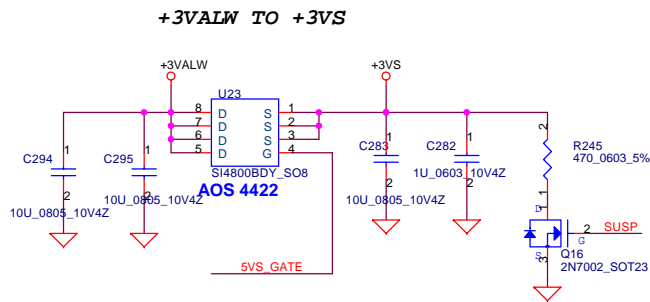 +3VALW TO +3VS
+3VALW
+3VS
U23
8 D S 1
7 D S 2
6 D S 3
5 D G 4
SI4800BDY_SO8
AOS 4422
C294
1
2
10U_0805_10V4Z
C295
1
2
10U_0805_10V4Z
C283
1
2
10U_0805_10V4Z
C282
1
2
1U_0603_10V4Z
2
R245
470_0603_5%
1
D
1
2
G
SUSP
S
3
Q16
2N7002_SOT23
5VS_GATE